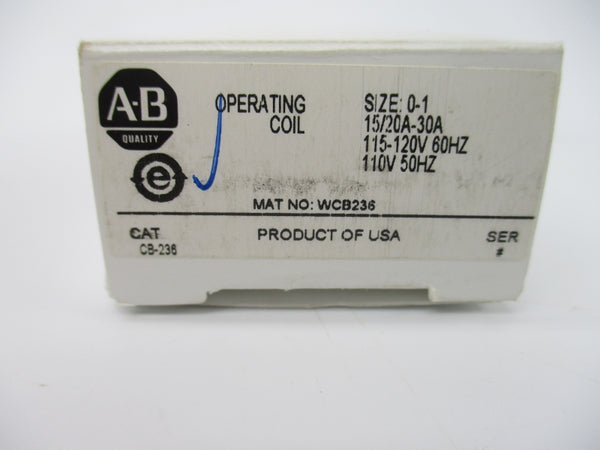 A-B
QUALITY
e
OPERATING
COIL
SIZE: 0-1
15/20A-30A
115-120V 60HZ
110V 50HZ
MAT NO: WCB236
CAT
CB-236
PRODUCT OF USA
SER
#